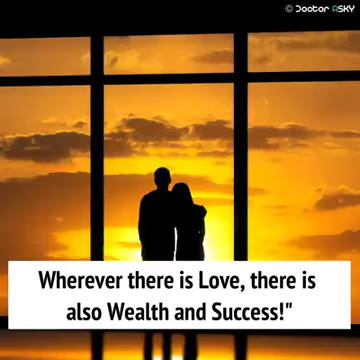 © Doctor ASKY
Wherever there is Love, there is
also Wealth and Success!"